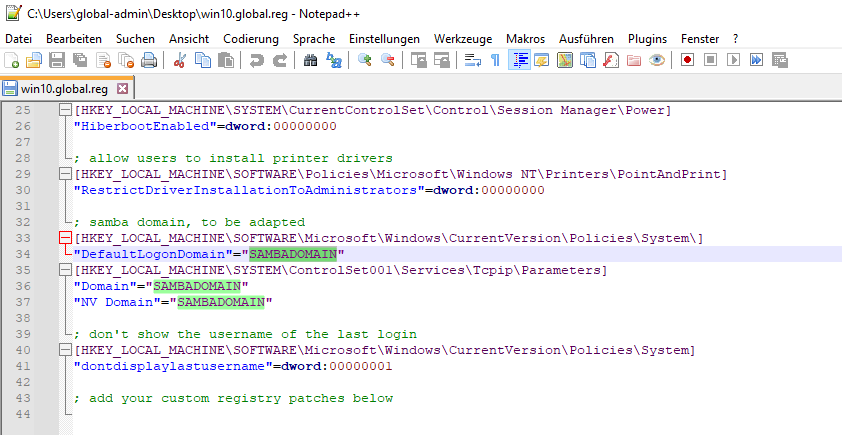 C:\Users\global-admin\Desktop\win10.global.reg - Notepad++
Datei Bearbeiten Suchen Ansicht Codierung Sprache Einstellungen Werkzeuge Makros Ausführen Plugins Fenster ?
win10.global.reg
25 [HKEY_LOCAL_MACHINE\SYSTEM\CurrentControlSet\Control\Session Manager\Power]
26 "HiberbootEnabled"=dword:00000000
27
28 ; allow users to install printer drivers
29 [HKEY_LOCAL_MACHINE\SOFTWARE\Policies\Microsoft\Windows NT\Printers\PointAndPrint]
30 "RestrictDriverInstallationToAdministrators"=dword:00000000
31
32 ; samba domain, to be adapted
33 [HKEY_LOCAL_MACHINE\SOFTWARE\Microsoft\Windows\CurrentVersion\Policies\System\]
34 "DefaultLogonDomain"="SAMBADOMAIN"
35 [HKEY_LOCAL_MACHINE\SYSTEM\ControlSet001\Services\Tcpip\Parameters]
36 "Domain"="SAMBADOMAIN"
37 "NV Domain"="SAMBADOMAIN"
38
39 ; don't show the username of the last login
40 [HKEY_LOCAL_MACHINE\SOFTWARE\Microsoft\Windows\CurrentVersion\Policies\System]
41 "dontdisplaylastusername"=dword:00000001
42
43 ; add your custom registry patches below
44